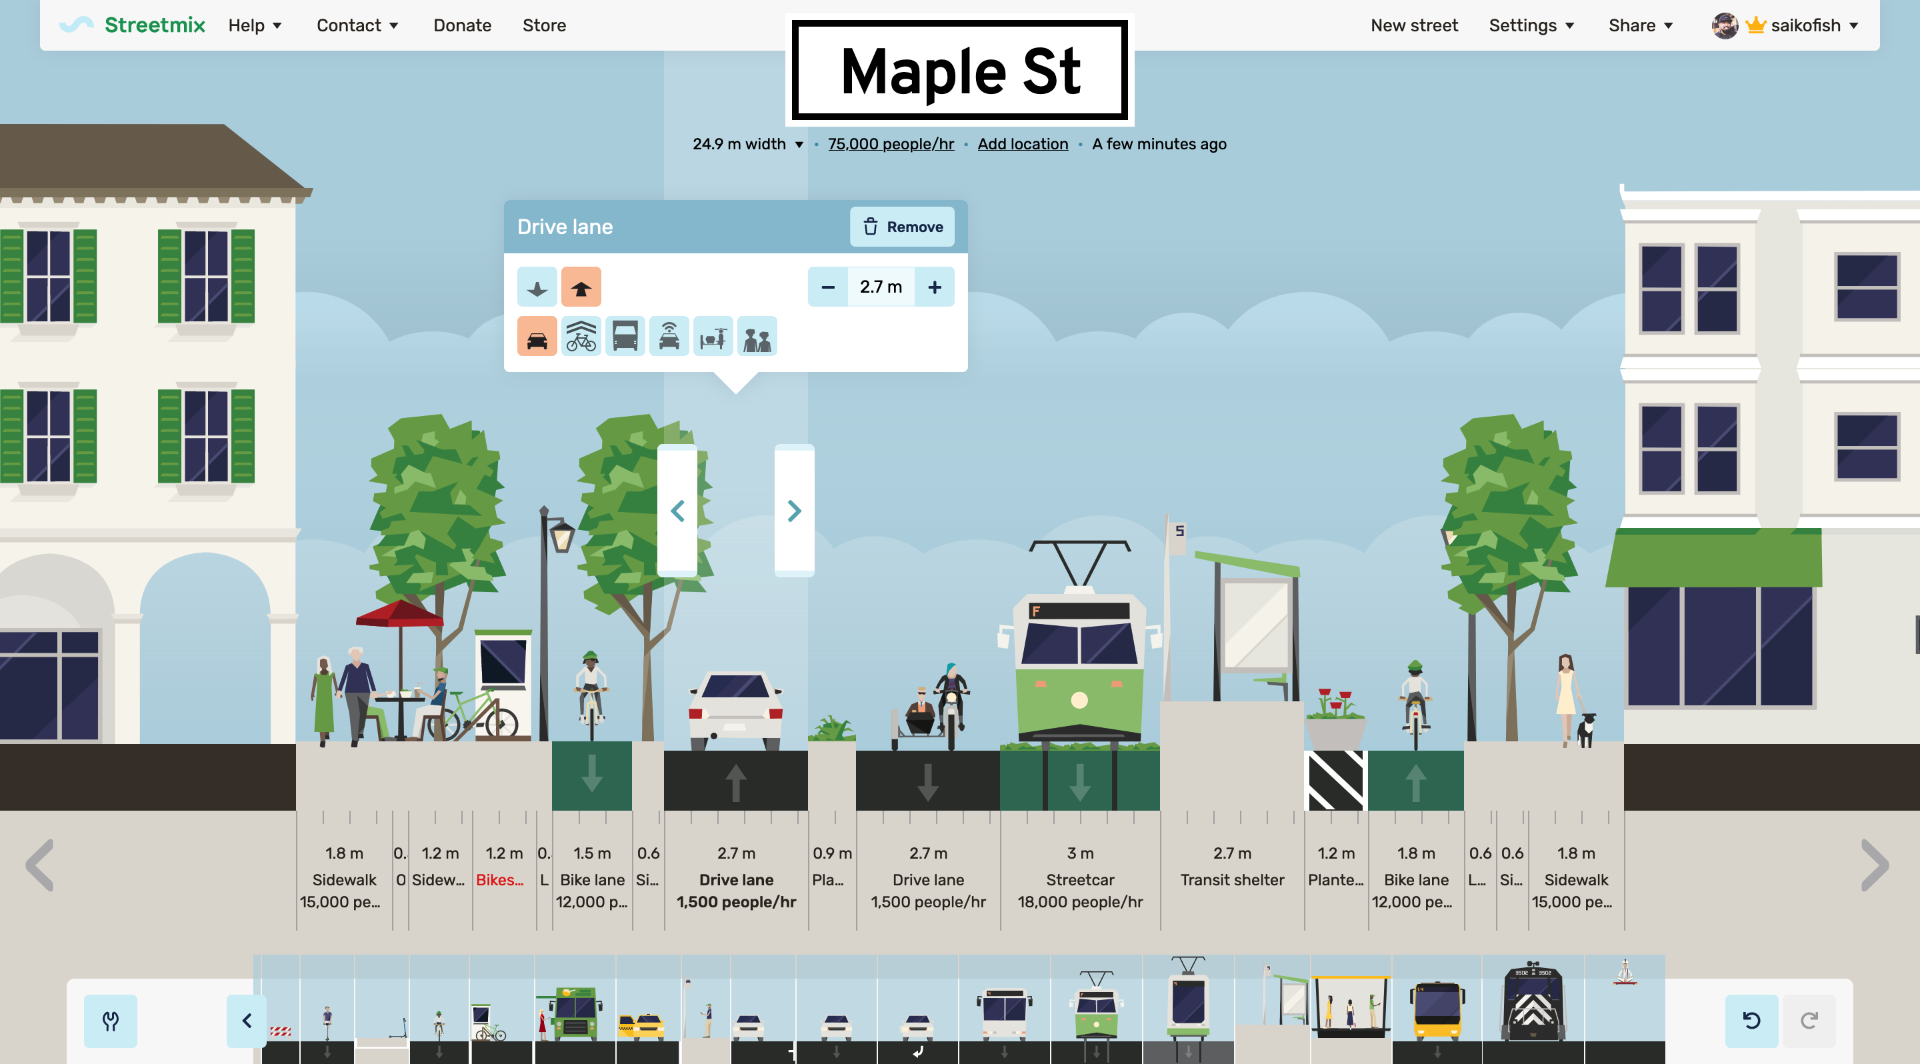 Streetmix
Help
Contact
Donate
Store
New street
Settings
Share
saikofish
Maple St
24.9 m width · 75,000 people/hr · Add location · A few minutes ago
Drive lane
Remove
2.7 m
5
F
1.8 m
Sidewalk
15,000 pe...
0.
O
1.2 m
Sidew...
1.2 m
Bikes...
0.
L
1.5 m
Bike lane
12,000 p...
0.6
Si...
2.7 m
Drive lane
1,500 people/hr
0.9 m
Pla...
2.7 m
Drive lane
1,500 people/hr
3 m
Streetcar
18,000 people/hr
2.7 m
Transit shelter
1.2 m
Plante...
1.8 m
Bike lane
12,000 pe...
0.6
L...
0.6
Si...
1.8 m
Sidewalk
15,000 pe...
3502 3502